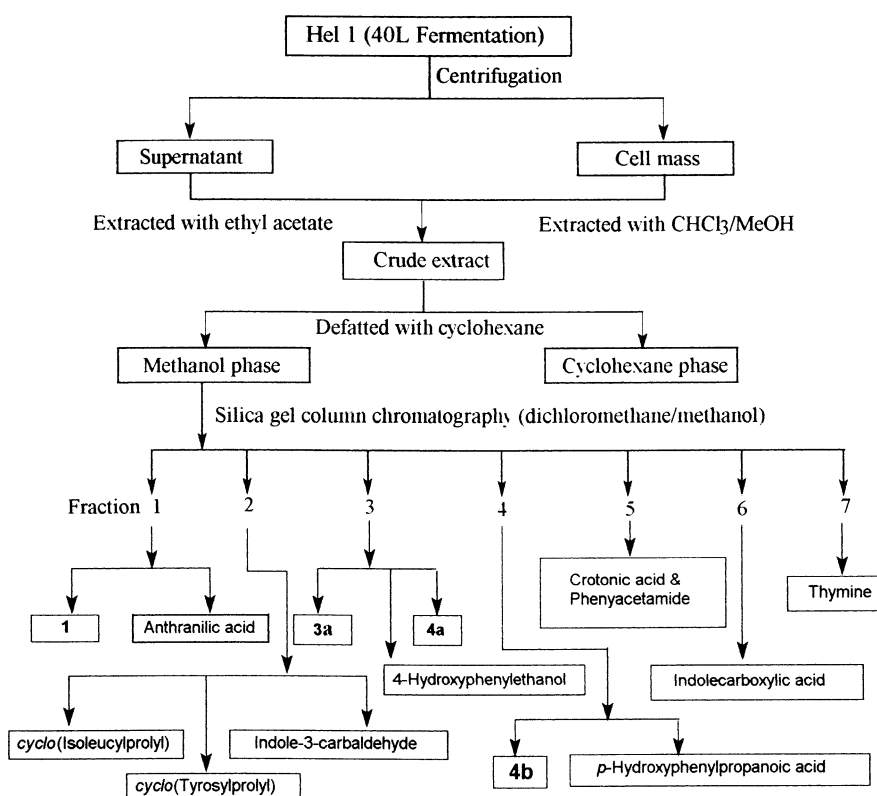 Hel 1 (40L Fermentation)
Centrifugation
Supernatant
Cell mass
Extracted with ethyl acetate
Extracted with CHCl3/MeOH
Crude extract
Defatted with cyclohexane
Methanol phase
Cyclohexane phase
Silica gel column chromatography (dichloromethane/methanol)
Fraction 1 2 3 4 5 6 7
Crotonic acid &
Phenyacetamide
Thymine
1
Anthranilic acid
3a
4a
4-Hydroxyphenylethanol
Indolecarboxylic acid
cyclo(Isoleucylprolyl)
Indole-3-carbaldehyde
4b
p-Hydroxyphenylpropanoic acid
cyclo(Tyrosylprolyl)